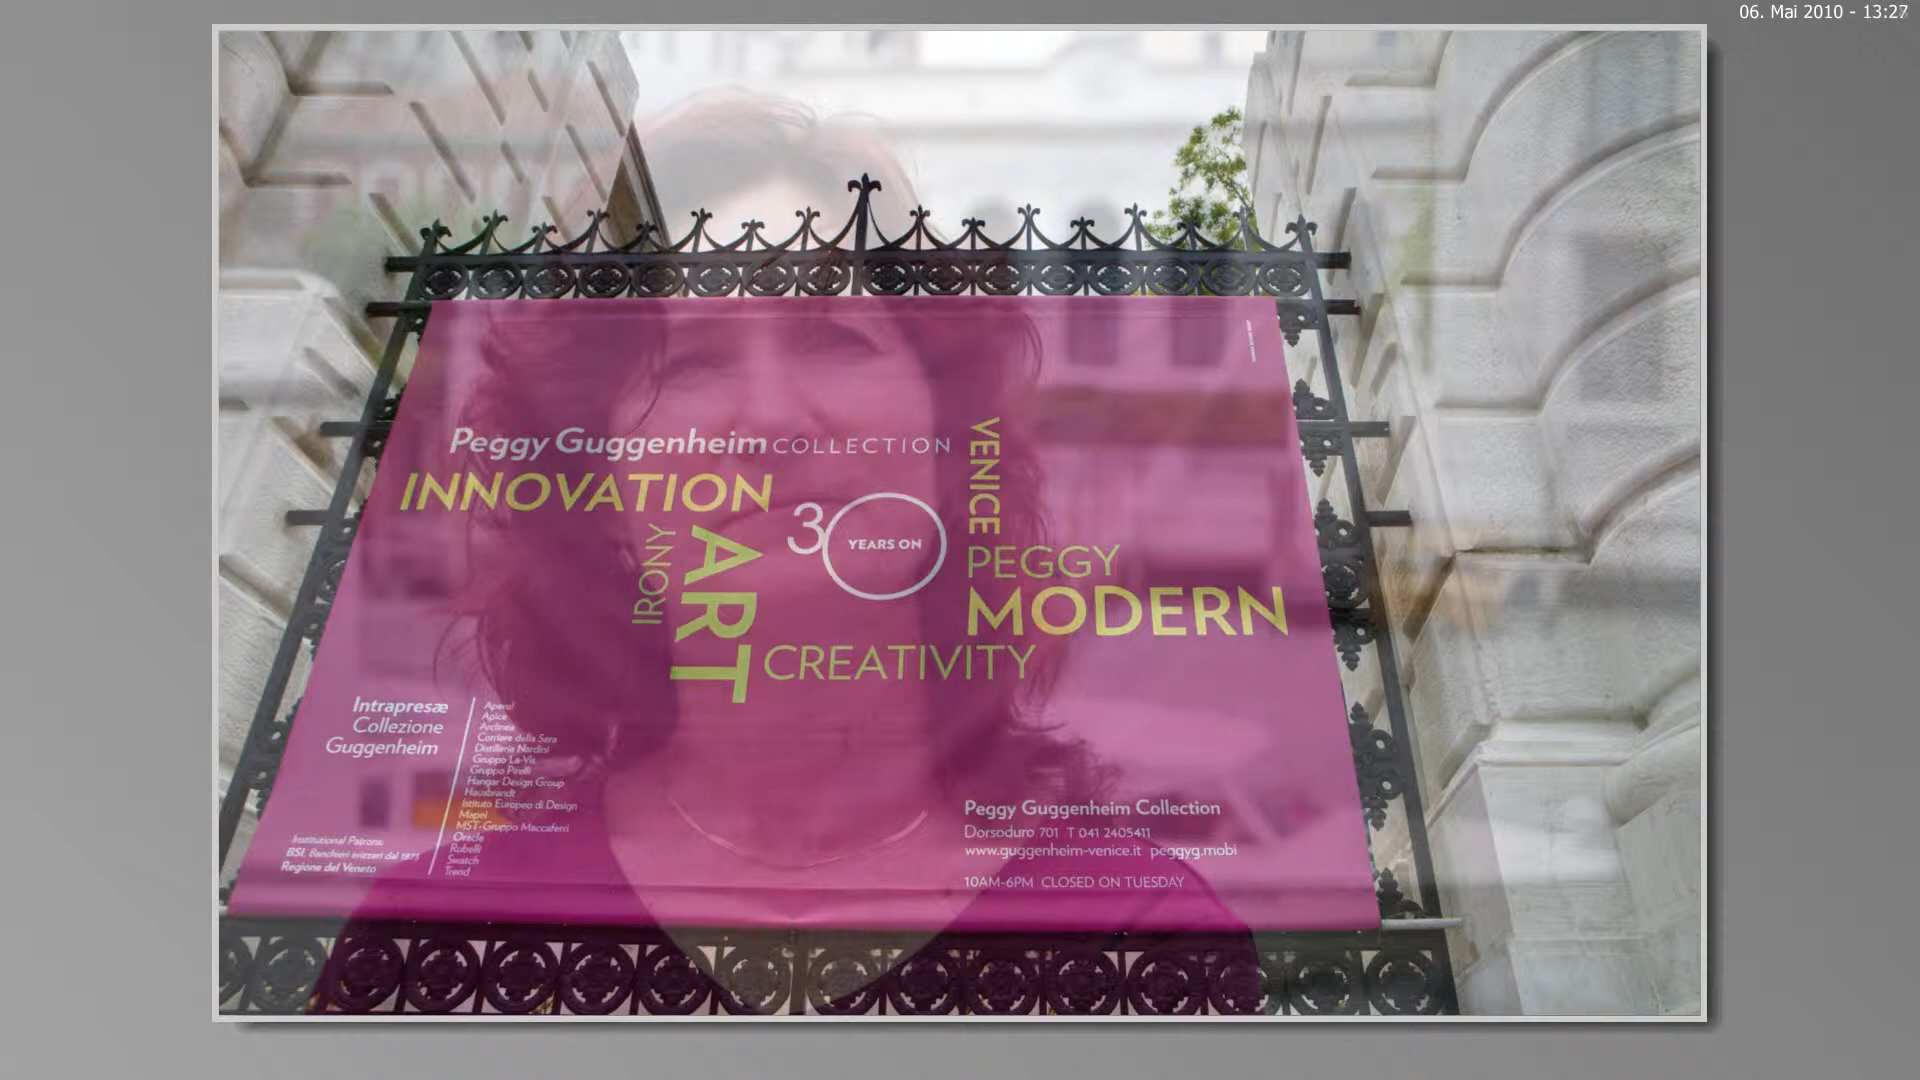 06. Mai 2010 - 13:27
Peggy Guggenheim COLLECTION
INNOVATION
IRONY
ART
30
YEARS ON
VENICE
PEGGY
MODERN
CREATIVITY
Intrapresæ
Collezione
Guggenheim
Aperol
Apice
Arclinea
Corriere della Sera
Distilleria Nardini
Gruppo La-Vis
Gruppo Pirelli
Hangar Design Group
Hausbrandt
Istituto Europeo di Design
Mapei
MST-Gruppo Maccaferri
Oracle
Rubelli
Swatch
Trend
Institutional Patrons:
BSI, Banchieri svizzeri dal 1873
Regione del Veneto
Peggy Guggenheim Collection
Dorsoduro 701 T 041 2405411
www.guggenheim-venice.it peggyg.mobi
10AM-6PM CLOSED ON TUESDAY